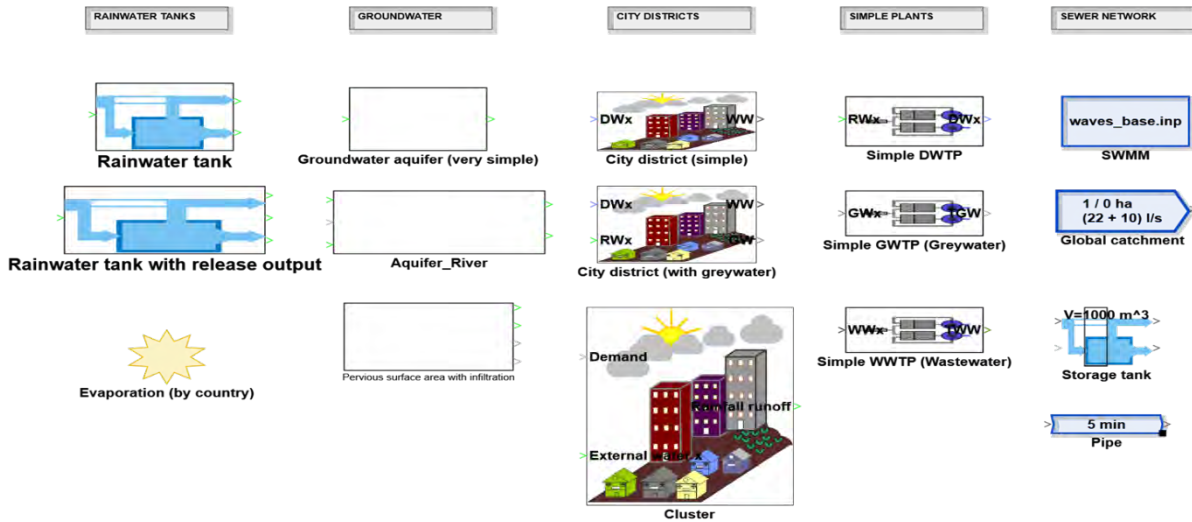 RAINWATER TANKS
GROUNDWATER
CITY DISTRICTS
SIMPLE PLANTS
SEWER NETWORK
Rainwater tank
Groundwater aquifer (very simple)
DWx
WW
City district (simple)
RWx
DWx
Simple DWTP
waves_base.inp
SWMM
Rainwater tank with release output
Aquifer_River
DWx
WW
RWx
GW
City district (with greywater)
GWx
TGW
Simple GWTP (Greywater)
1 / 0 ha
(22 + 10) l/s
Global catchment
Evaporation (by country)
Pervious surface area with infiltration
Demand
Rainfall runoff
External water x
Cluster
WWx
TWW
Simple WWTP (Wastewater)
V=1000 m^3
Storage tank
5 min
Pipe